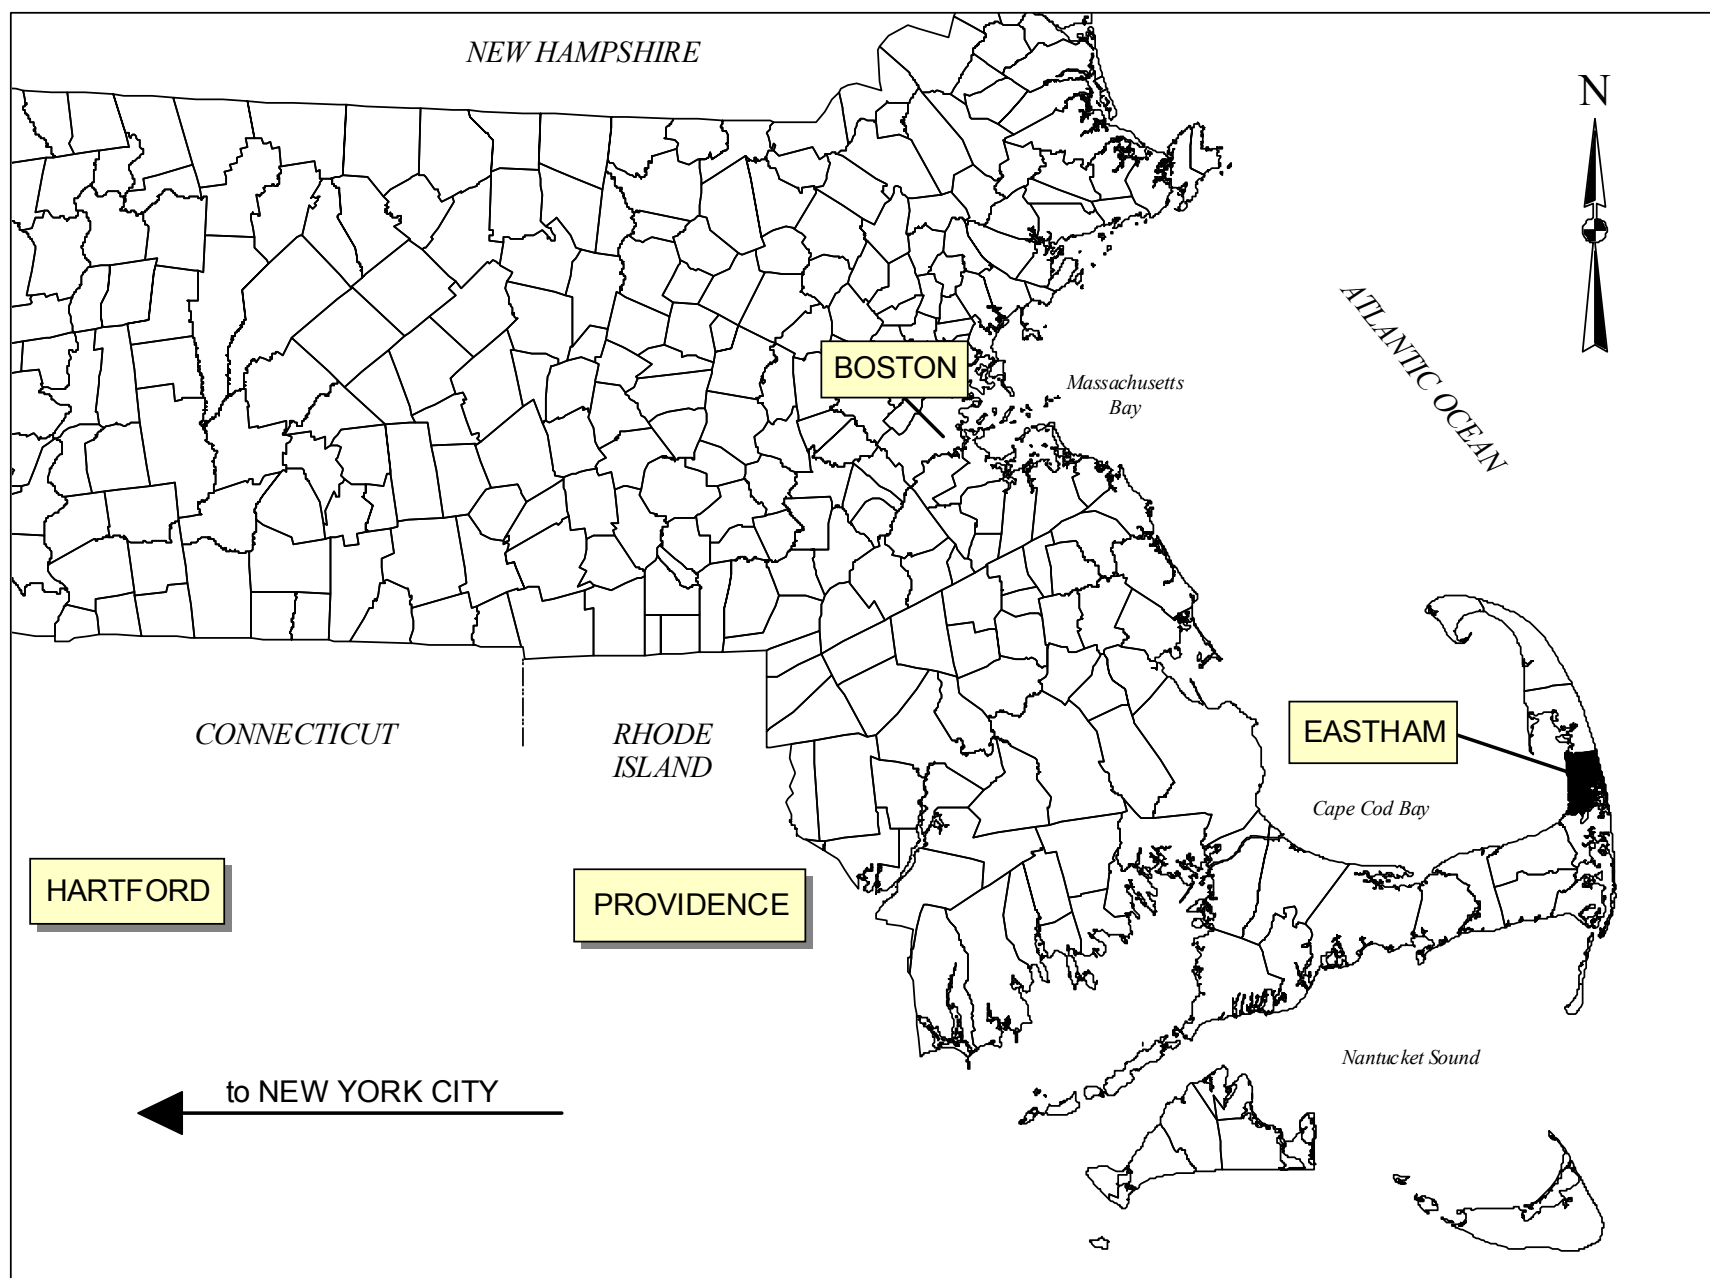 NEW HAMPSHIRE
N
ATLANTIC OCEAN
BOSTON
Massachusetts
Bay
EASTHAM
CONNECTICUT
RHODE
ISLAND
Cape Cod Bay
HARTFORD
PROVIDENCE
Nantucket Sound
to NEW YORK CITY